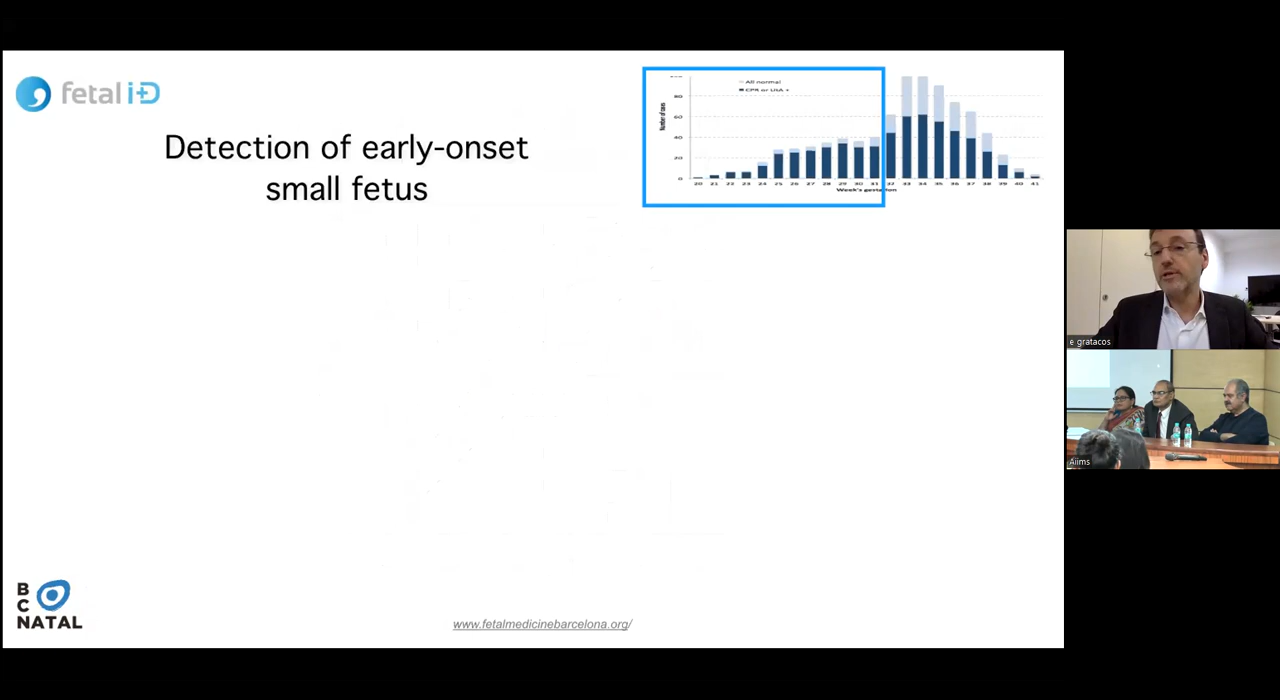 fetal i+D
Detection of early-onset
small fetus
All normal
CPR or UtA +
Number of cases
80
60
40
20
0
20 21 22 23 24 25 26 27 28 29 30 31 32 33 34 35 36 37 38 39 40 41
Week's gestation
e gratacos
Aiims
B
C
NATAL
www.fetalmedicinebarcelona.org/